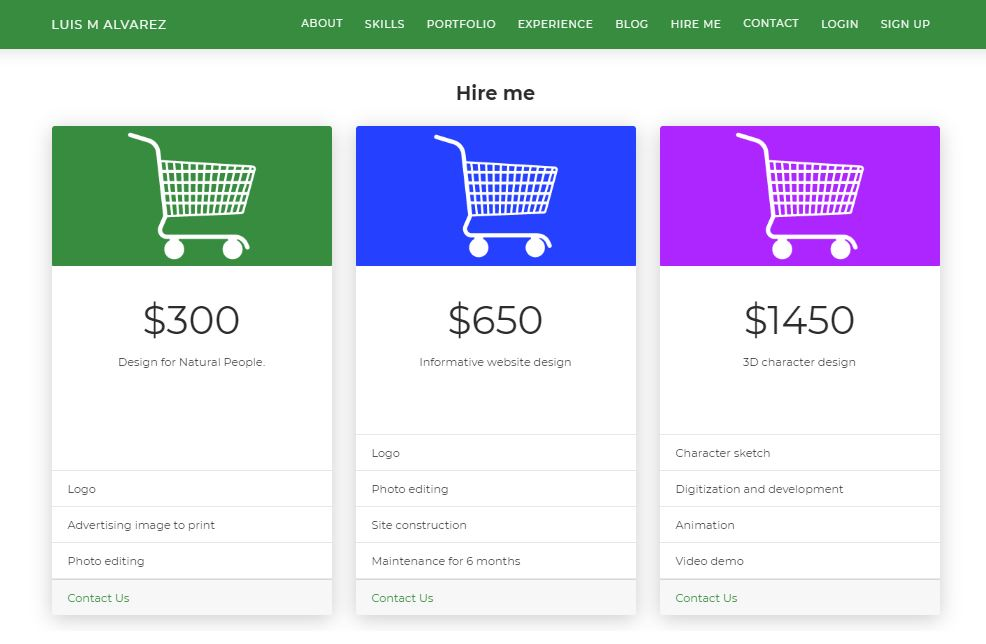 LUIS M ALVAREZ
ABOUT SKILLS PORTFOLIO EXPERIENCE BLOG HIRE ME CONTACT LOGIN SIGN UP
Hire me
$300
Design for Natural People.
Logo
Advertising image to print
Photo editing
Contact Us
$650
Informative website design
Logo
Photo editing
Site construction
Maintenance for 6 months
Contact Us
$1450
3D character design
Character sketch
Digitization and development
Animation
Video demo
Contact Us